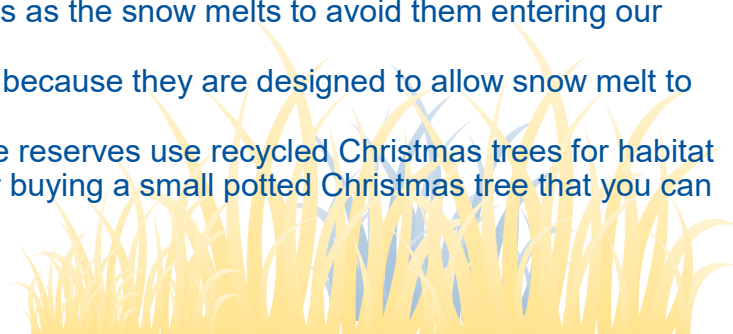 s as the snow melts to avoid them entering our
because they are designed to allow snow melt to
e reserves use recycled Christmas trees for habitat
buying a small potted Christmas tree that you can